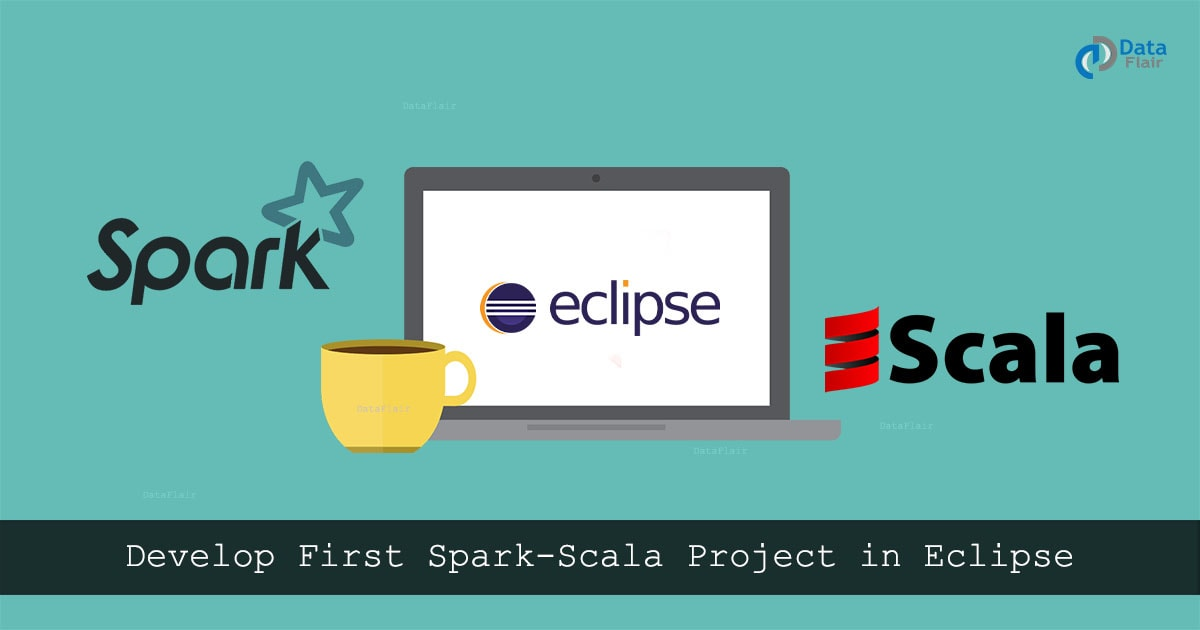 Data
Flair
DataFlair
Spark
eclipse
Scala
DataFlair
DataFlair
DataFlair
DataFlair
Develop First Spark-Scala Project in Eclipse